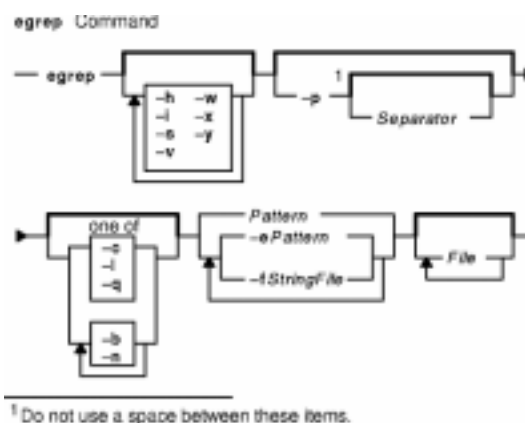 egrep Command
egrep
-h -w
-i -x
-s -y
-v
-p
1
Separator
one of
-c
-l
-q
-b
-n
Pattern
-ePattern
-fStringFile
File
1 Do not use a space between these items.